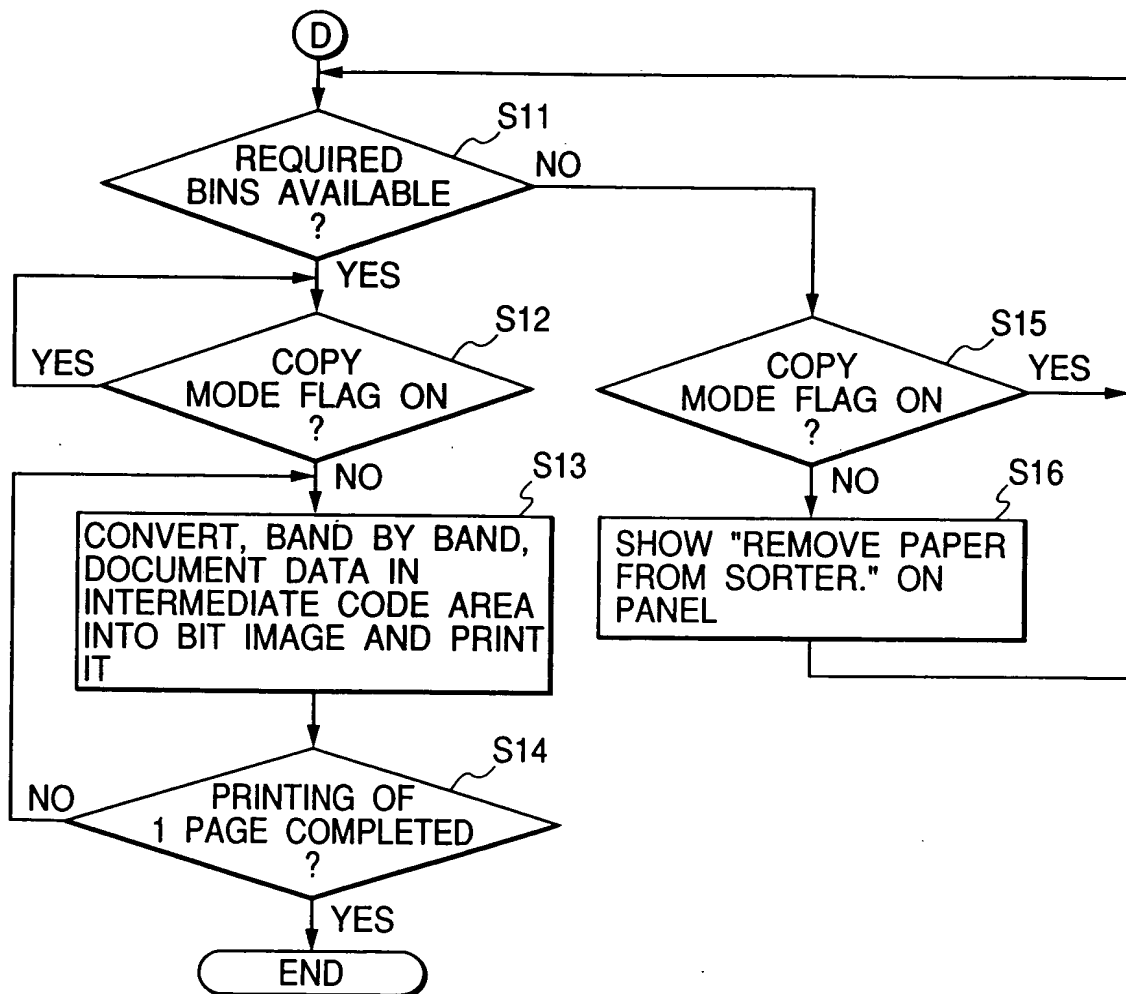 D
S11
REQUIRED
BINS AVAILABLE
?
NO
YES
S12
YES
COPY
MODE FLAG ON
?
NO
S15
COPY
MODE FLAG ON
?
YES
NO
S13
CONVERT, BAND BY BAND,
DOCUMENT DATA IN
INTERMEDIATE CODE AREA
INTO BIT IMAGE AND PRINT
IT
S16
SHOW "REMOVE PAPER
FROM SORTER." ON
PANEL
S14
NO
PRINTING OF
1 PAGE COMPLETED
?
YES
END